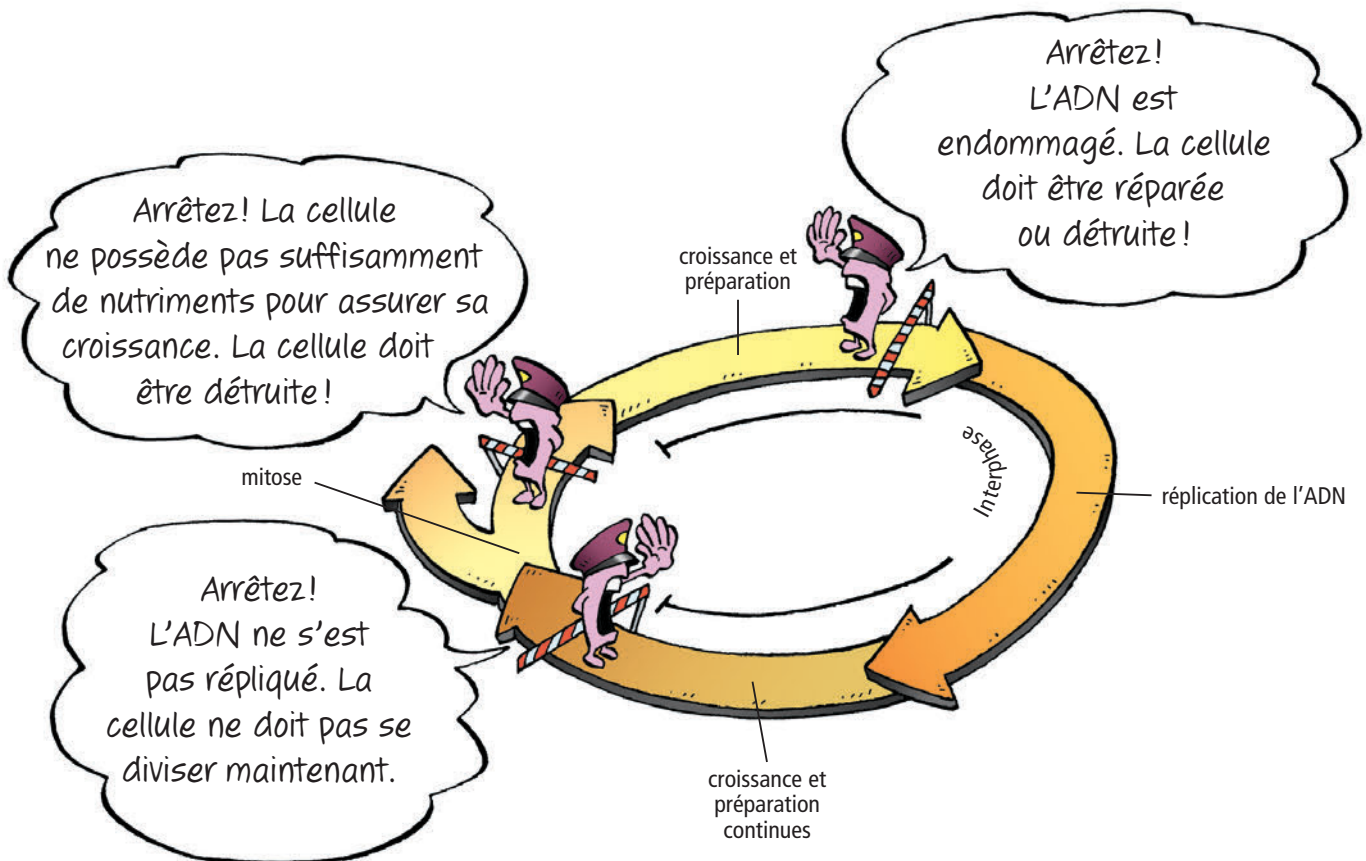 Arrêtez!
L'ADN est
endommagé. La cellule
doit être réparée
ou détruite!
Arrêtez! La cellule
ne possède pas suffisamment
de nutriments pour assurer sa
croissance. La cellule doit
être détruite!
croissance et
préparation
Interphase
mitose
réplication de l'ADN
Arrêtez!
L'ADN ne s'est
pas répliqué. La
cellule ne doit pas se
diviser maintenant.
croissance et
préparation
continues